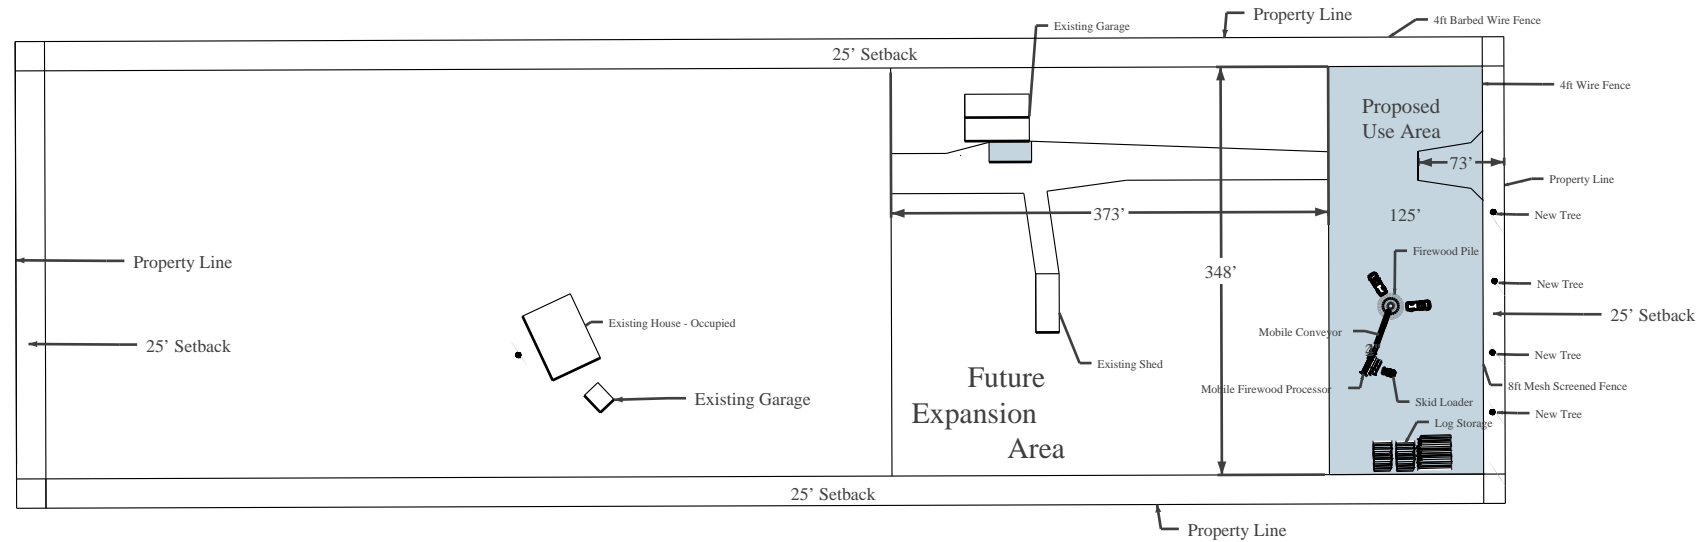 Property Line
4ft Barbed Wire Fence
Existing Garage
25’ Setback
4ft Wire Fence
Proposed
Use Area
73’
Property Line
373’
125’
New Tree
Firewood Pile
Property Line
348’
New Tree
25’ Setback
Existing House - Occupied
Mobile Conveyor
25’ Setback
New Tree
Existing Shed
Future
Expansion
Area
Mobile Firewood Processor
8ft Mesh Screened Fence
Existing Garage
Skid Loader
New Tree
Log Storage
25’ Setback
Property Line